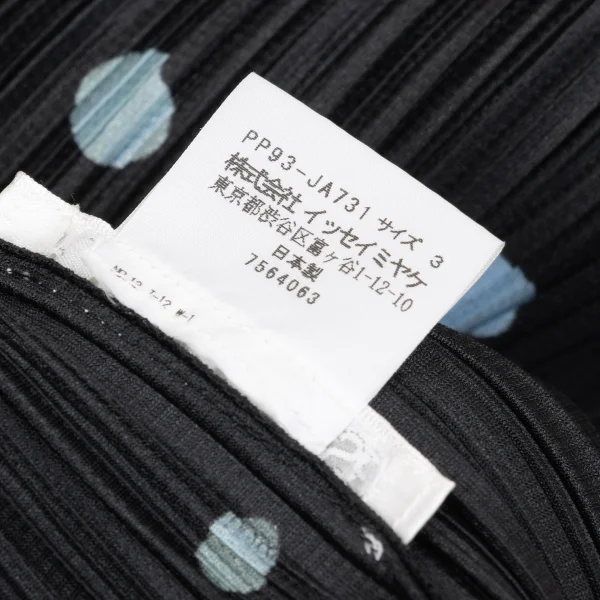 PP93-JA731 サイズ 3
株式会社 イッセイミヤケ
東京都渋谷区富ヶ谷1-12-10
日本製
7564063